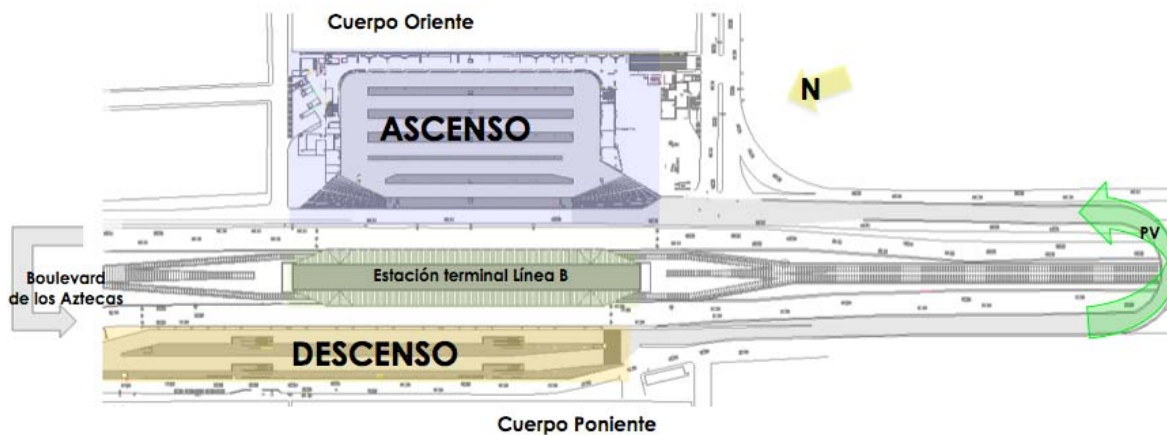 Cuerpo Oriente
N
ASCENSO
PV
Boulevard
de los Aztecas
Estación terminal Línea B
DESCENSO
Cuerpo Poniente